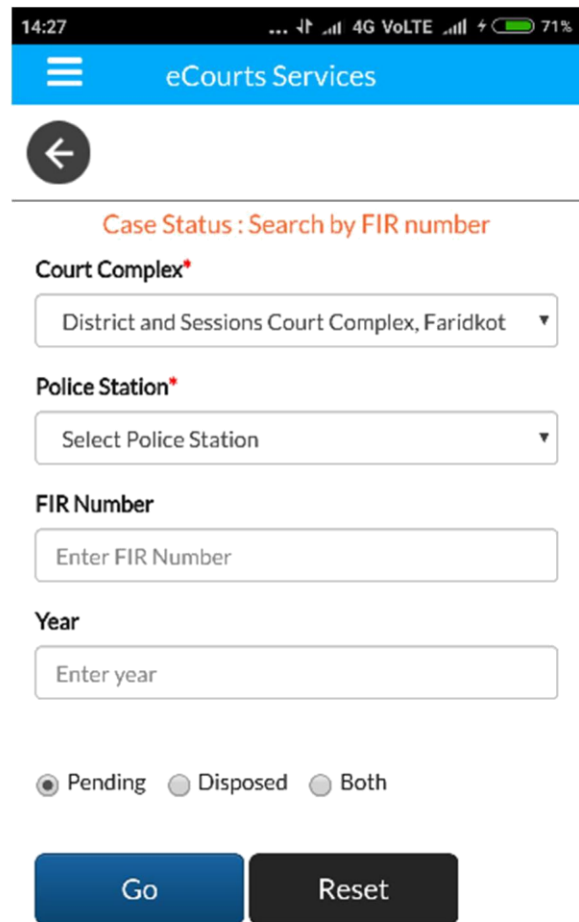 14:27 ... 4G VoLTE 71%
eCourts Services
Case Status : Search by FIR number
Court Complex*
District and Sessions Court Complex, Faridkot
Police Station*
Select Police Station
FIR Number
Enter FIR Number
Year
Enter year
Pending Disposed Both
Go Reset